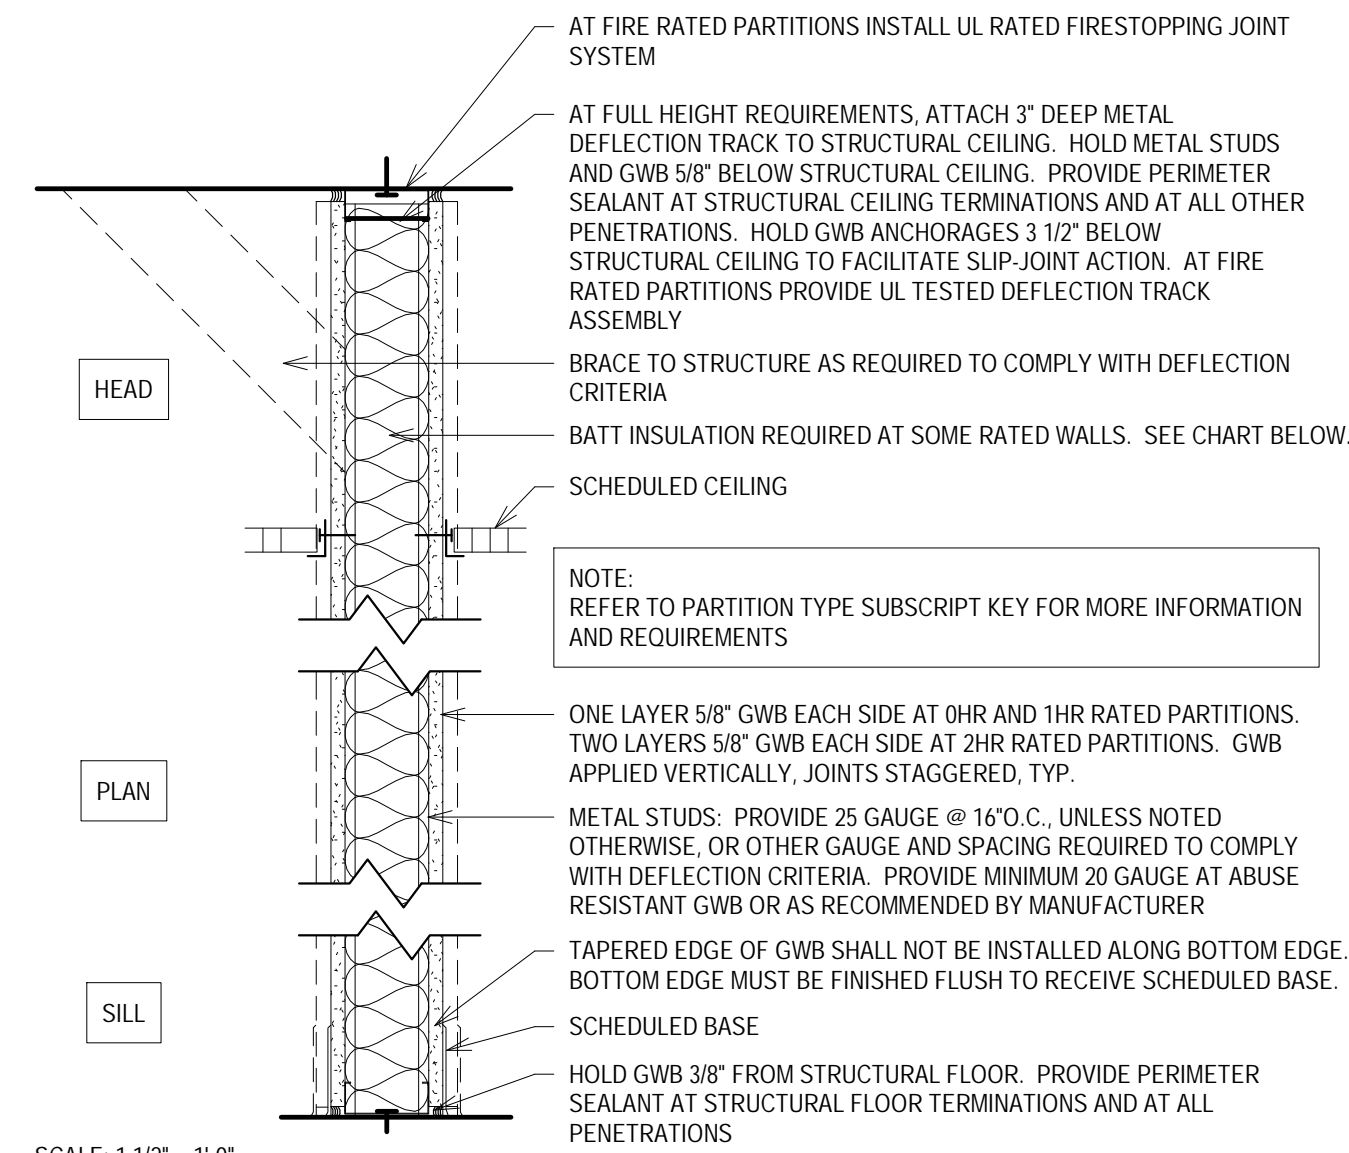 AT FIRE RATED PARTITIONS INSTALL UL RATED FIRESTOPPING JOINT
SYSTEM
AT FULL HEIGHT REQUIREMENTS, ATTACH 3" DEEP METAL
DEFLECTION TRACK TO STRUCTURAL CEILING. HOLD METAL STUDS
AND GWB 5/8" BELOW STRUCTURAL CEILING. PROVIDE PERIMETER
SEALANT AT STRUCTURAL CEILING TERMINATIONS AND AT ALL OTHER
PENETRATIONS. HOLD GWB ANCHORAGES 3 1/2" BELOW
STRUCTURAL CEILING TO FACILITATE SLIP-JOINT ACTION. AT FIRE
RATED PARTITIONS PROVIDE UL TESTED DEFLECTION TRACK
ASSEMBLY
BRACE TO STRUCTURE AS REQUIRED TO COMPLY WITH DEFLECTION
CRITERIA
HEAD
BATT INSULATION REQUIRED AT SOME RATED WALLS. SEE CHART BELOW.
SCHEDULED CEILING
NOTE:
REFER TO PARTITION TYPE SUBSCRIPT KEY FOR MORE INFORMATION
AND REQUIREMENTS
ONE LAYER 5/8" GWB EACH SIDE AT 0HR AND 1HR RATED PARTITIONS.
TWO LAYERS 5/8" GWB EACH SIDE AT 2HR RATED PARTITIONS. GWB
APPLIED VERTICALLY, JOINTS STAGGERED, TYP.
PLAN
METAL STUDS: PROVIDE 25 GAUGE @ 16"O.C., UNLESS NOTED
OTHERWISE, OR OTHER GAUGE AND SPACING REQUIRED TO COMPLY
WITH DEFLECTION CRITERIA. PROVIDE MINIMUM 20 GAUGE AT ABUSE
RESISTANT GWB OR AS RECOMMENDED BY MANUFACTURER
TAPERED EDGE OF GWB SHALL NOT BE INSTALLED ALONG BOTTOM EDGE.
BOTTOM EDGE MUST BE FINISHED FLUSH TO RECEIVE SCHEDULED BASE.
SILL
SCHEDULED BASE
HOLD GWB 3/8" FROM STRUCTURAL FLOOR. PROVIDE PERIMETER
SEALANT AT STRUCTURAL FLOOR TERMINATIONS AND AT ALL
PENETRATIONS
SCALE: 1 1/2" 1'-0"